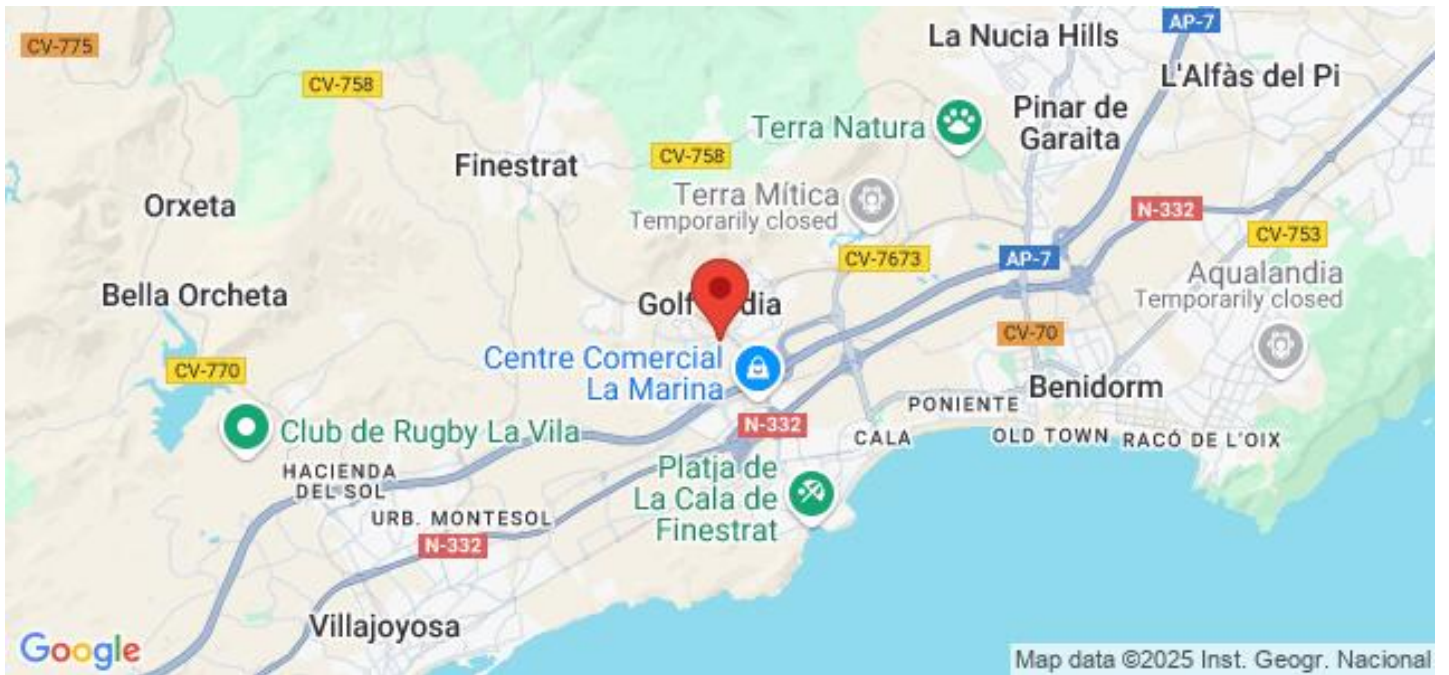 AP-7
CV-775
La Nucia Hills
L'Alfàs del Pi
CV-758
Pinar de
Garaita
Terra Natura
Finestrat
CV-758
Terra Mítica
Temporarily closed
Orxeta
N-332
CV-753
CV-7673
AP-7
Aqualandia
Temporarily closed
Bella Orcheta
Golf dia
CV-70
Centre Comercial
La Marina
CV-770
Benidorm
PONIENTE
N-332
Club de Rugby La Vila
CALA
OLD TOWN
RACÓ DE L'OIX
HACIENDA
DEL SOL
Platja de
La Cala de
Finestrat
URB. MONTESOL
N-332
Villajoyosa
Google
Map data ©2025 Inst. Geogr. Nacional